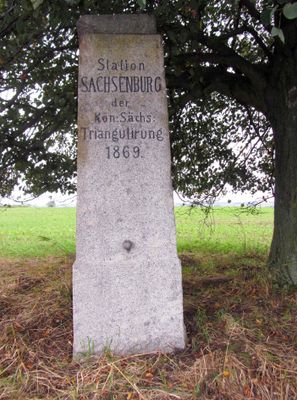 Station
SACHSENBURG
der
Kön: Sächs:
Triangulirung
1869.